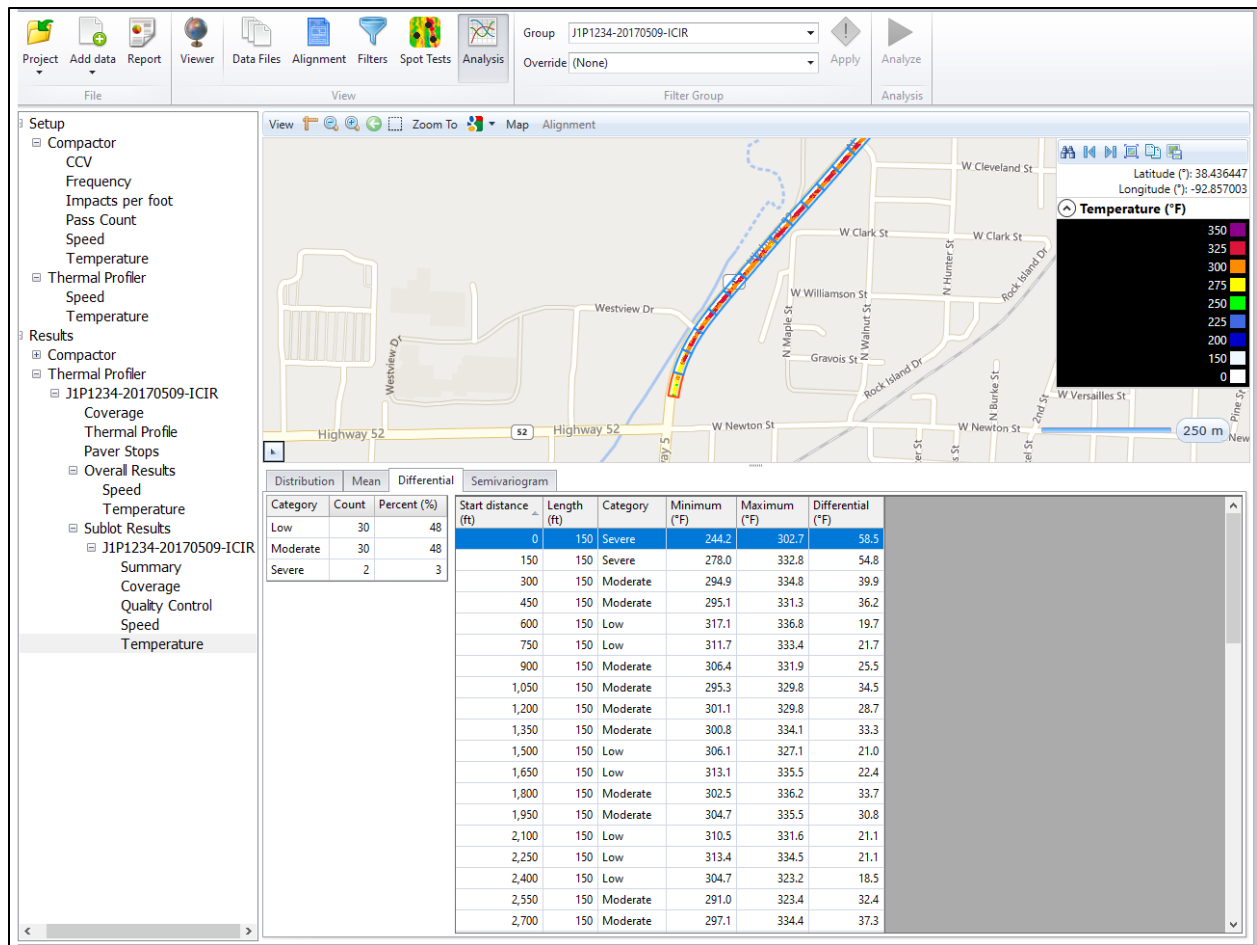 Project Add data Report Viewer Data Files Alignment Filters Spot Tests Analysis
Group J1P1234-20170509-ICIR
Override (None)
Apply Analyze
File View Filter Group Analysis
Setup
Compactor
CCV
Frequency
Impacts per foot
Pass Count
Speed
Temperature
Thermal Profiler
Speed
Temperature
Results
Compactor
Thermal Profiler
J1P1234-20170509-ICIR
Coverage
Thermal Profile
Paver Stops
Overall Results
Speed
Temperature
Sublot Results
J1P1234-20170509-ICIR
Summary
Coverage
Quality Control
Speed
Temperature
View Zoom To Map Alignment
W Cleveland St
W Clark St
W Clark St
N Hunter St
Rock Island Dr
W Williamson St
Westview Dr
N Maple St
N Walnut St
Westview Dr
Gravois St
Rock Island Dr
N Burke St
2nd St
W Versailles St
Pine St
Highway 52
52
Highway 52
W Newton St
W Newton St
New
250 m
Latitude (°): 38.436447
Longitude (°): -92.857003
Temperature (°F)
350
325
300
275
250
225
200
150
0
Distribution Mean Differential Semivariogram
Category Count Percent (%)
Low 30 48
Moderate 30 48
Severe 2 3
Start distance (ft) Length (ft) Category Minimum (°F) Maximum (°F) Differential (°F)
0 150 Severe 244.2 302.7 58.5
150 150 Severe 278.0 332.8 54.8
300 150 Moderate 294.9 334.8 39.9
450 150 Moderate 295.1 331.3 36.2
600 150 Low 317.1 336.8 19.7
750 150 Low 311.7 333.4 21.7
900 150 Moderate 306.4 331.9 25.5
1,050 150 Moderate 295.3 329.8 34.5
1,200 150 Moderate 301.1 329.8 28.7
1,350 150 Moderate 300.8 334.1 33.3
1,500 150 Low 306.1 327.1 21.0
1,650 150 Low 313.1 335.5 22.4
1,800 150 Moderate 302.5 336.2 33.7
1,950 150 Moderate 304.7 335.5 30.8
2,100 150 Low 310.5 331.6 21.1
2,250 150 Low 313.4 334.5 21.1
2,400 150 Low 304.7 323.2 18.5
2,550 150 Moderate 291.0 323.4 32.4
2,700 150 Moderate 297.1 334.4 37.3